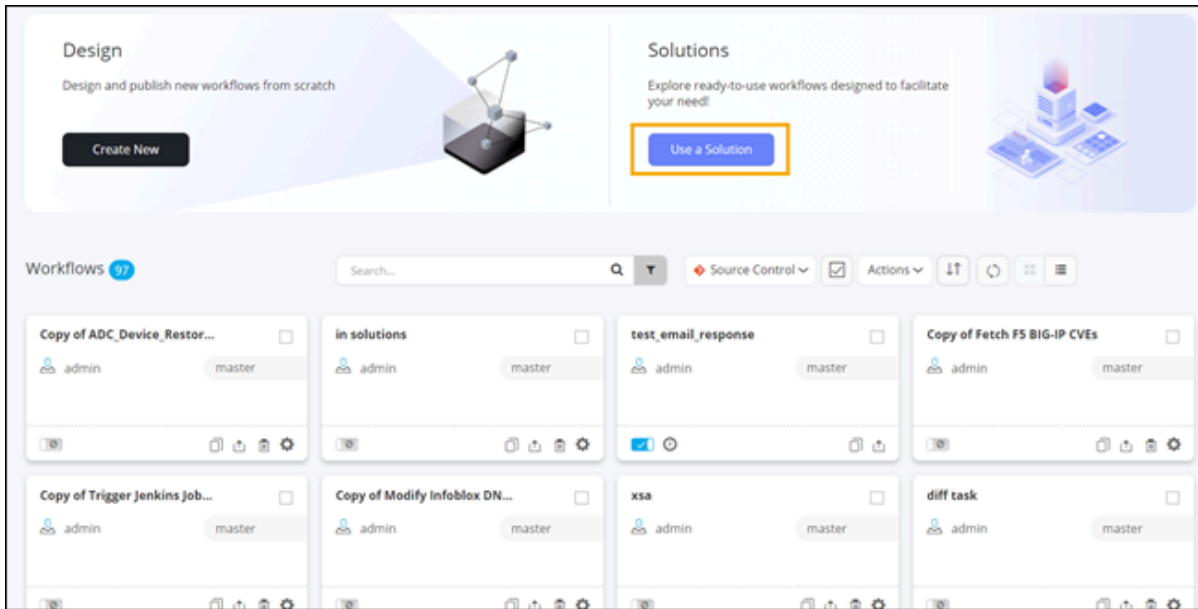 Design
Design and publish new workflows from scratch
Create New
Solutions
Explore ready-to-use workflows designed to facilitate
your need!
Use a Solution
Workflows 97
Search...
Source Control
Actions
Copy of ADC_Device_Restor...
admin master
in solutions
admin master
test_email_response
admin master
Copy of Fetch F5 BIG-IP CVEs
admin master
Copy of Trigger Jenkins Job...
admin master
Copy of Modify Infoblox DN...
admin master
xsa
admin master
diff task
admin master